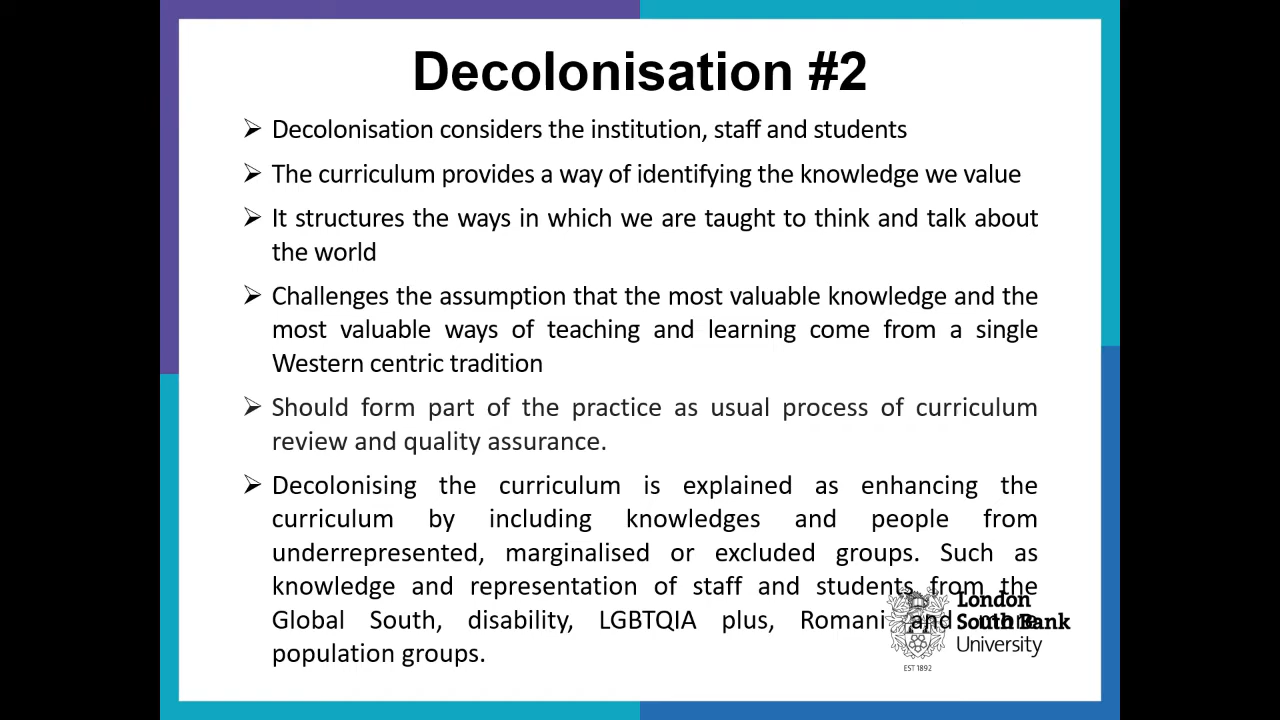 Decolonisation #2
➢ Decolonisation considers the institution, staff and students
➢ The curriculum provides a way of identifying the knowledge we value
➢ It structures the ways in which we are taught to think and talk about
the world
➢ Challenges the assumption that the most valuable knowledge and the
most valuable ways of teaching and learning come from a single
Western centric tradition
➢ Should form part of the practice as usual process of curriculum
review and quality assurance.
➢ Decolonising the curriculum is explained as enhancing the
curriculum by including knowledges and people from
underrepresented, marginalised or excluded groups. Such as
knowledge and representation of staff and students from the
Global South, disability, LGBTQIA plus, Romani and more
population groups.
London
South Bank
University
EST 1892